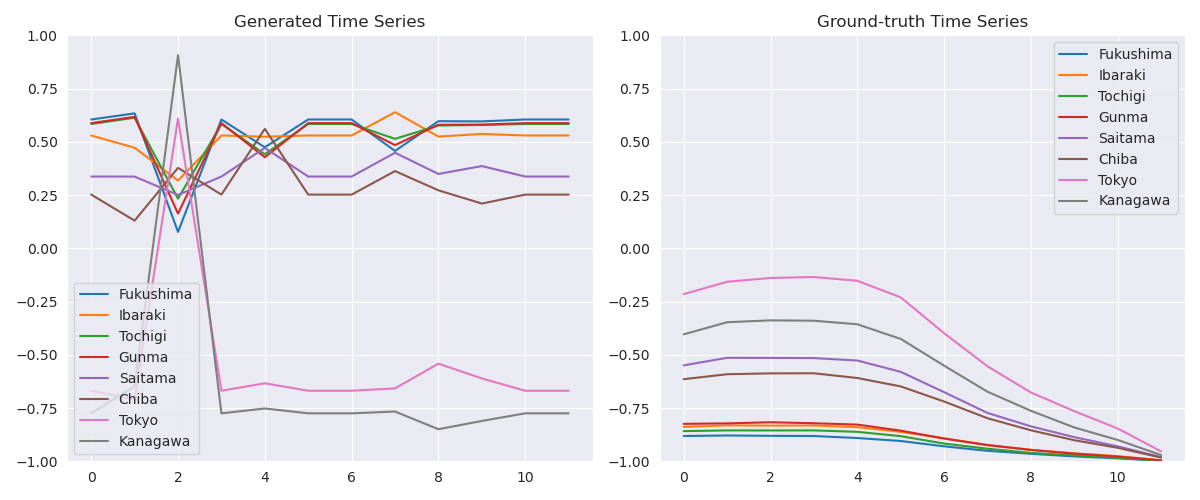 Generated Time Series
1.00
0.75
0.50
0.25
0.00
−0.25
−0.50
−0.75
−1.00
0 2 4 6 8 10
Fukushima
Ibaraki
Tochigi
Gunma
Saitama
Chiba
Tokyo
Kanagawa
Ground-truth Time Series
1.00
0.75
0.50
0.25
0.00
−0.25
−0.50
−0.75
−1.00
0 2 4 6 8 10
Fukushima
Ibaraki
Tochigi
Gunma
Saitama
Chiba
Tokyo
Kanagawa